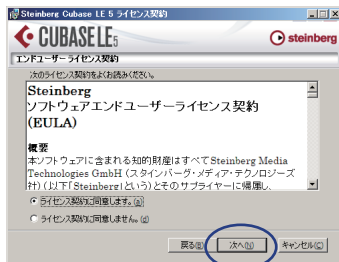 Steinberg Cubase LE 5 ライセンス契約
CUBASE LE5
steinberg
エンドユーザーライセンス契約
次のライセンス契約をよくお読みください。
Steinberg
ソフトウェアエンドユーザーライセンス契約
(EULA)
概要
本ソフトウェアに含まれる知的財産はすべてSteinberg Media
Technologies GmbH (スタインバーグ・メディア・テクノロジーズ
社) (以下「Steinberg」という)とそのサプライヤーに帰属し、
ライセンス契約に同意します。(a)
ライセンス契約に同意しません。(d)
戻る(B) 次へ(N) キャンセル(C)